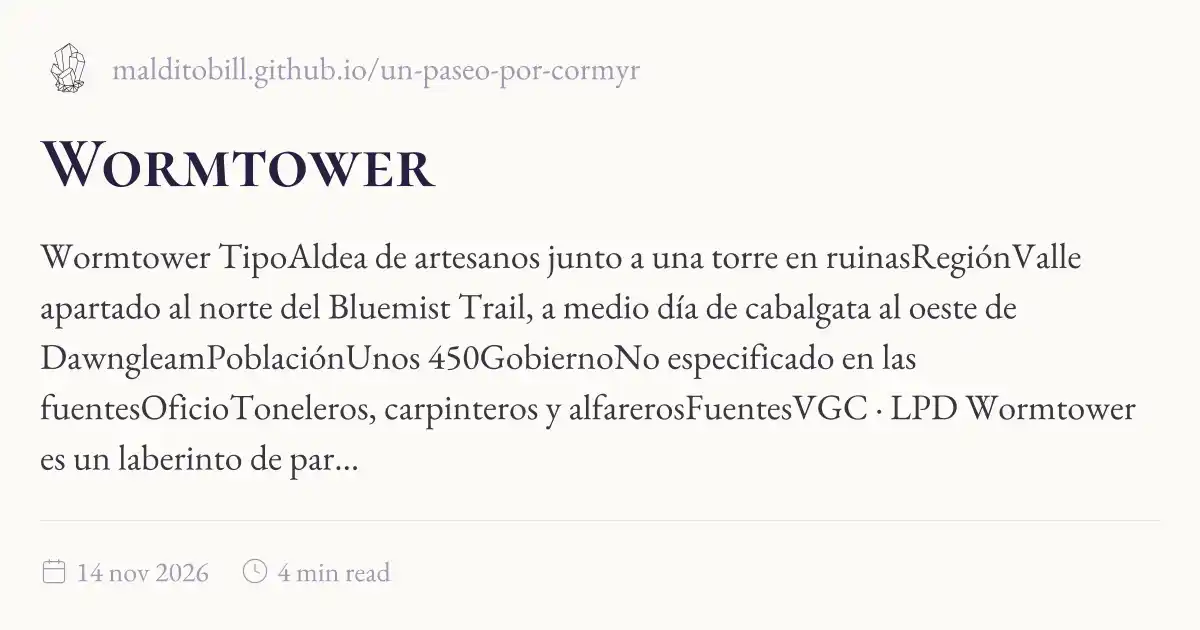 malditobill.github.io/un-paseo-por-cormyr
Wormtower
Wormtower TipoAldea de artesanos junto a una torre en ruinasRegiónValle
apartado al norte del Bluemist Trail, a medio día de cabalgata al oeste de
DawngleamPoblaciónUnos 450GobiernoNo especificado en las
fuentesOficioToneleros, carpinteros y alfarerosFuentesVGC · LPD Wormtower
es un laberinto de par...
14 nov 2026 4 min read